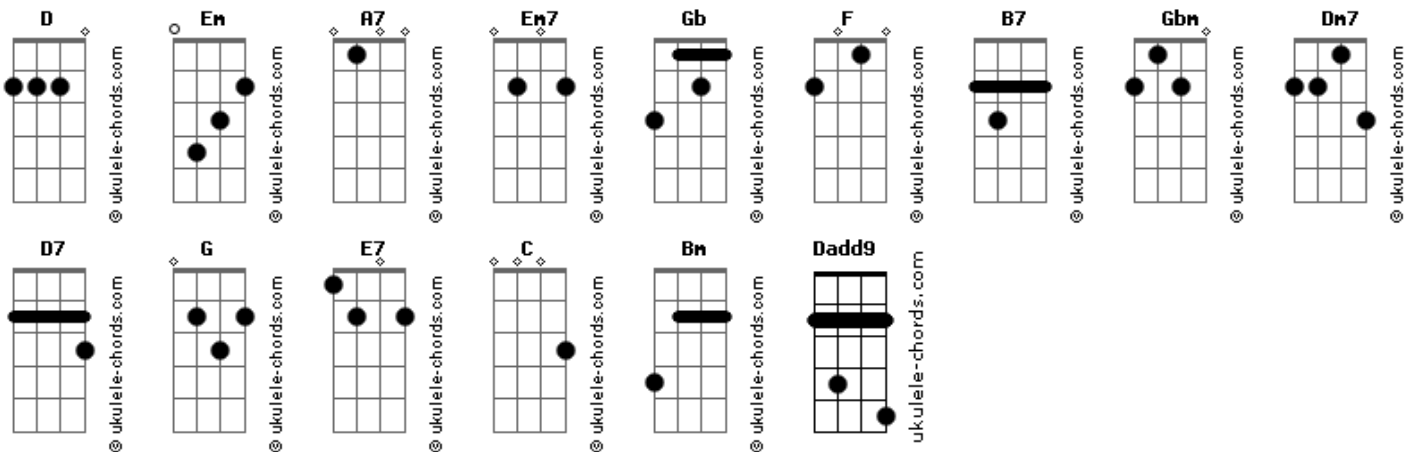 D Em A7 Em7 Gb F B7 Gbm Dm7
© ukulele-chords.com © ukulele-chords.com © ukulele-chords.com © ukulele-chords.com © ukulele-chords.com © ukulele-chords.com © ukulele-chords.com © ukulele-chords.com © ukulele-chords.com
D7 G E7 C Bm Dadd9
© ukulele-chords.com © ukulele-chords.com © ukulele-chords.com © ukulele-chords.com © ukulele-chords.com ukulele-chords.com